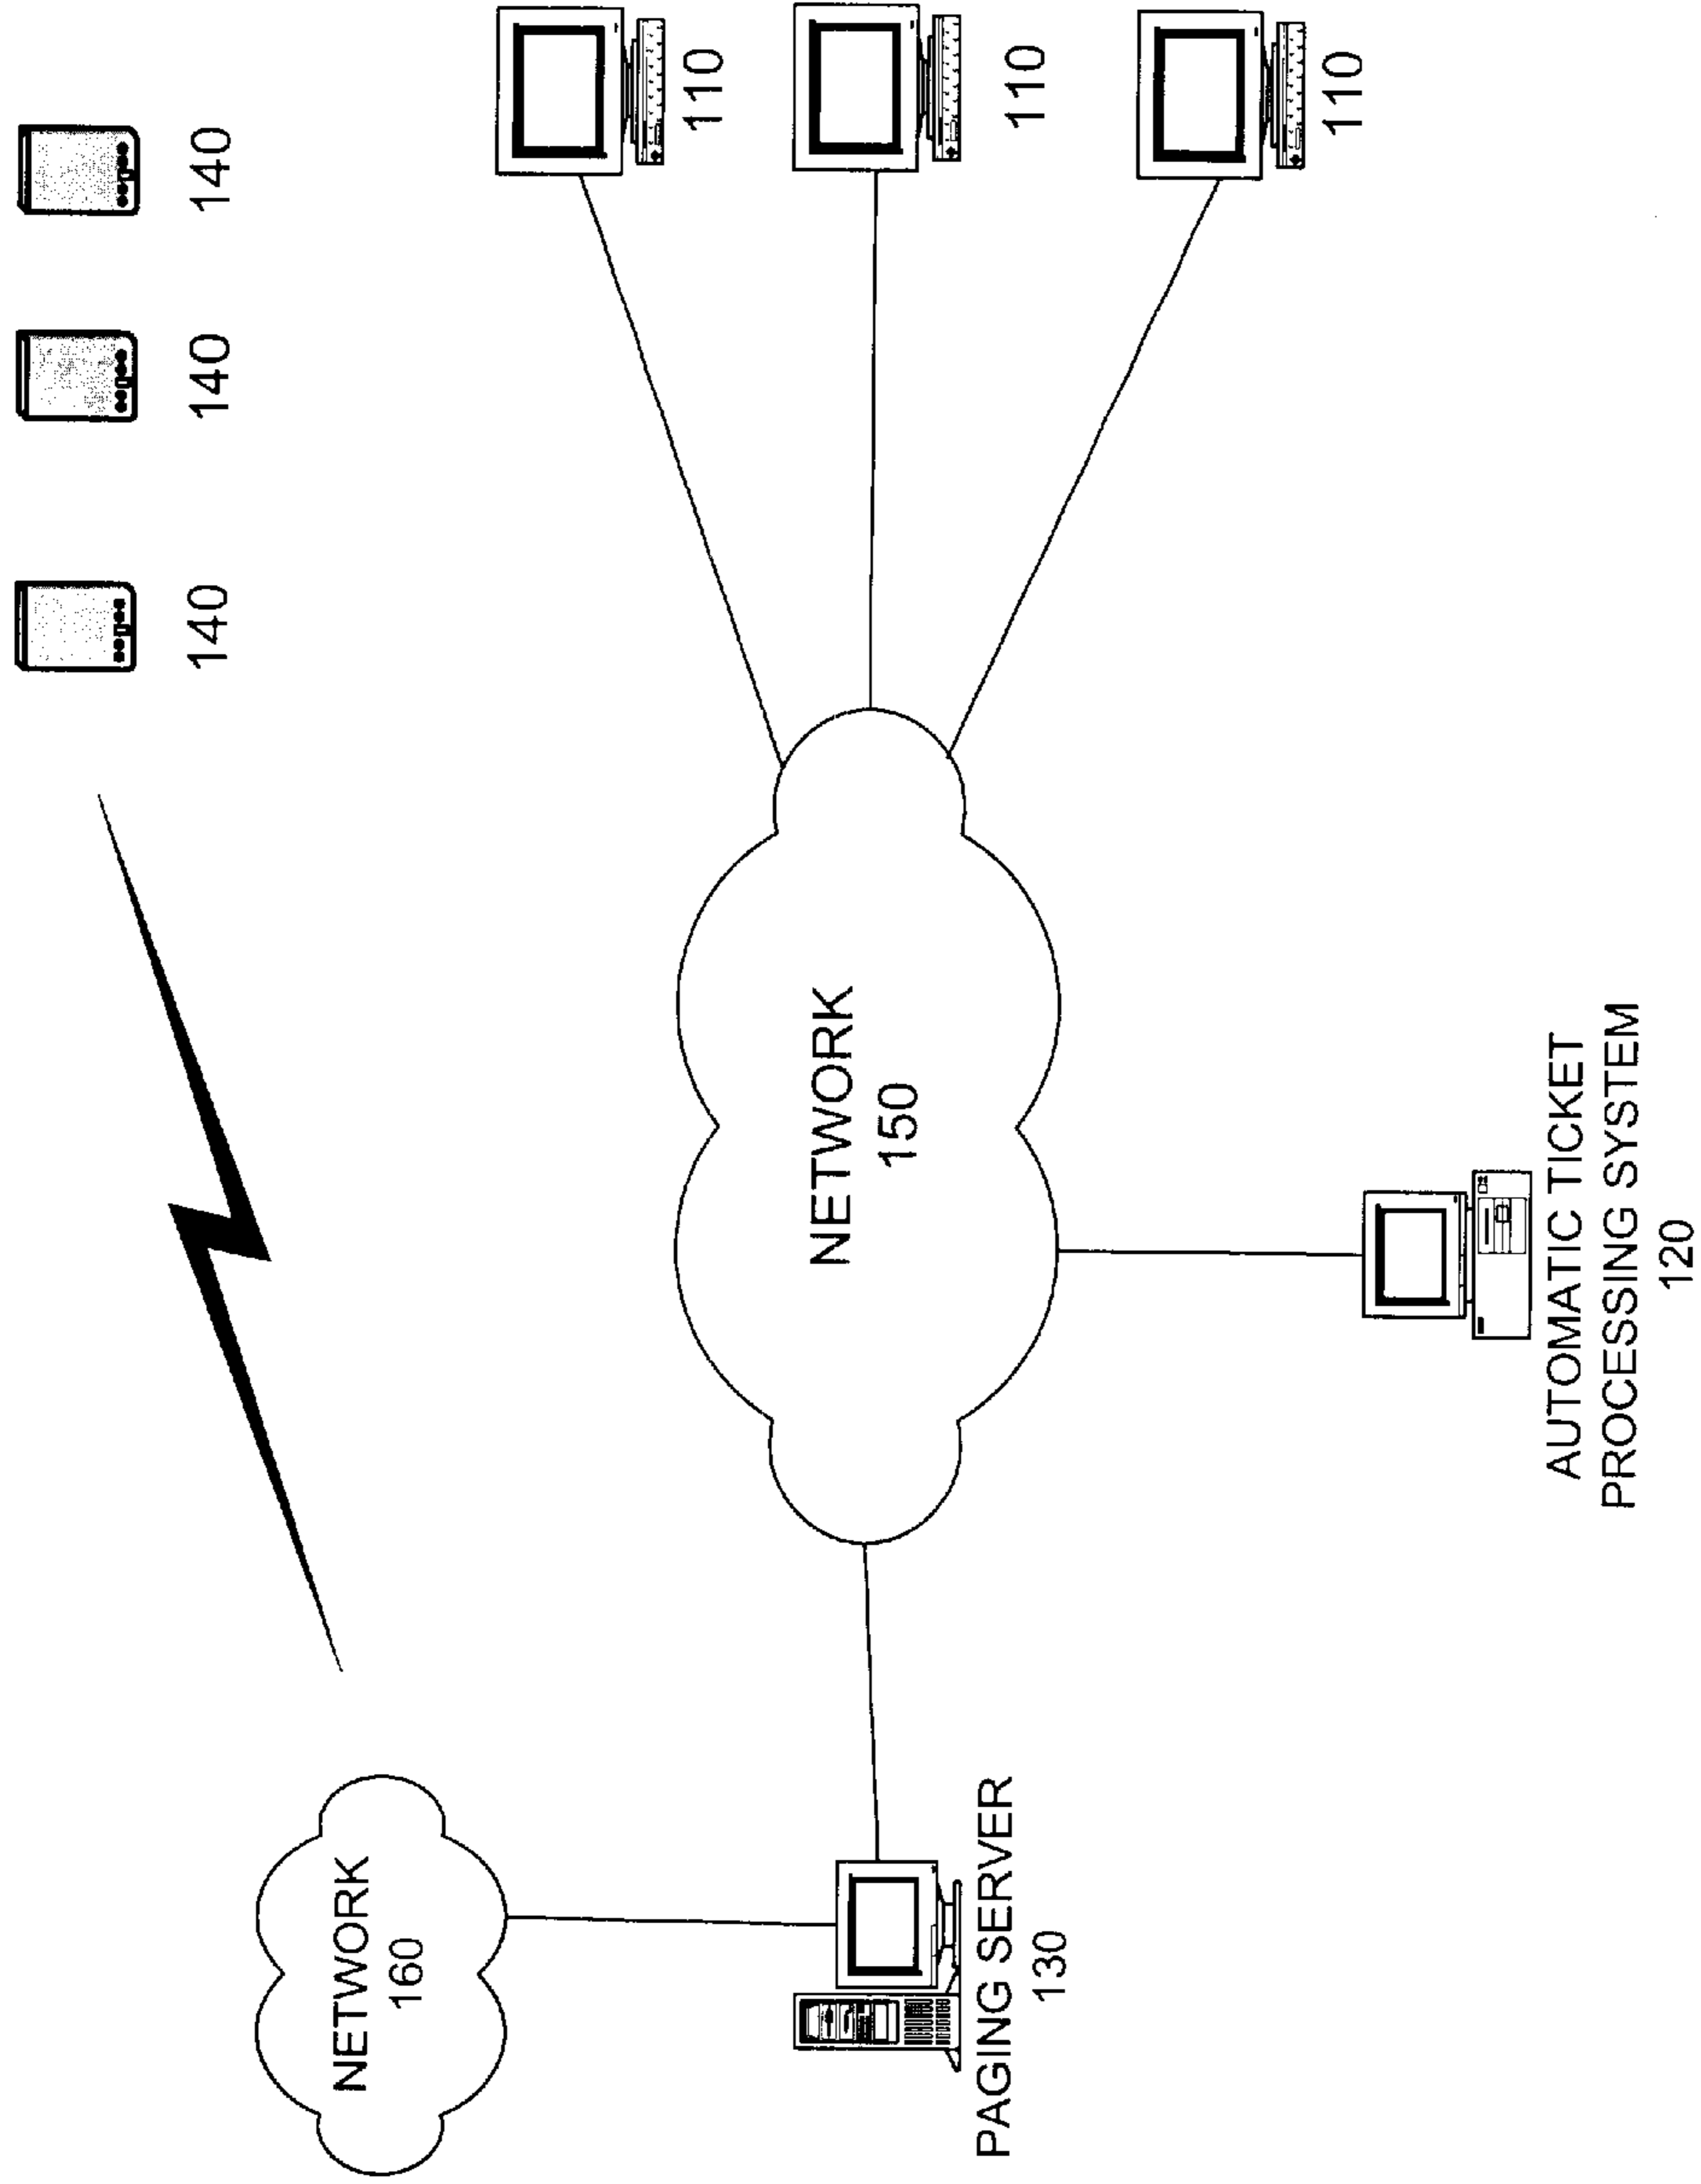 140
140
140
NETWORK
160
110
110
110
NETWORK
150
PAGING SERVER
130
AUTOMATIC TICKET
PROCESSING SYSTEM
120